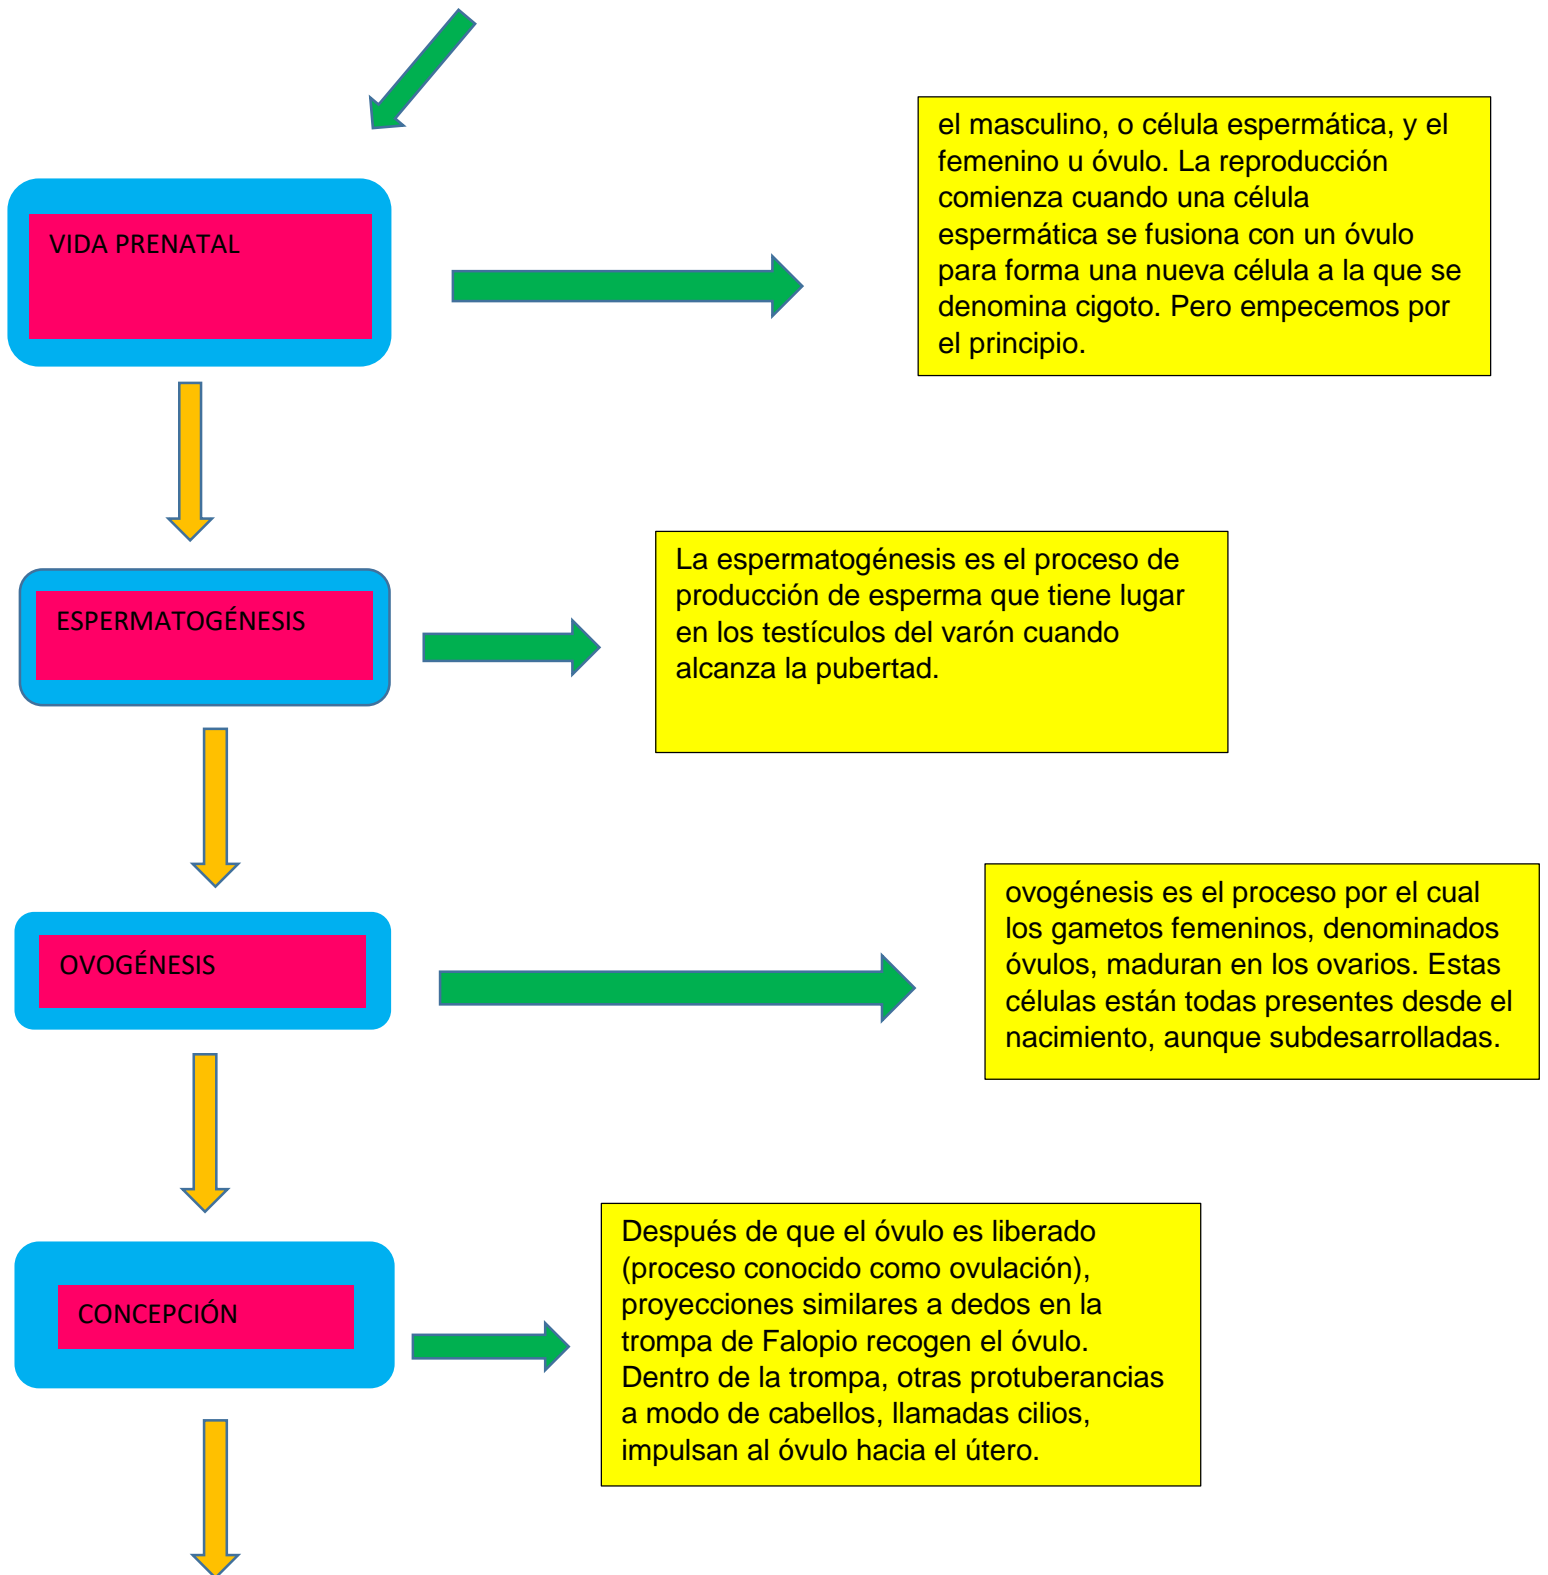 VIDA PRENATAL
el masculino, o célula espermática, y el
femenino u óvulo. La reproducción
comienza cuando una célula
espermática se fusiona con un óvulo
para forma una nueva célula a la que se
denomina cigoto. Pero empecemos por
el principio.
ESPERMATOGÉNESIS
La espermatogénesis es el proceso de
producción de esperma que tiene lugar
en los testículos del varón cuando
alcanza la pubertad.
OVOGÉNESIS
ovogénesis es el proceso por el cual
los gametos femeninos, denominados
óvulos, maduran en los ovarios. Estas
células están todas presentes desde el
nacimiento, aunque subdesarrolladas.
CONCEPCIÓN
Después de que el óvulo es liberado
(proceso conocido como ovulación),
proyecciones similares a dedos en la
trompa de Falopio recogen el óvulo.
Dentro de la trompa, otras protuberancias
a modo de cabellos, llamadas cilios,
impulsan al óvulo hacia el útero.